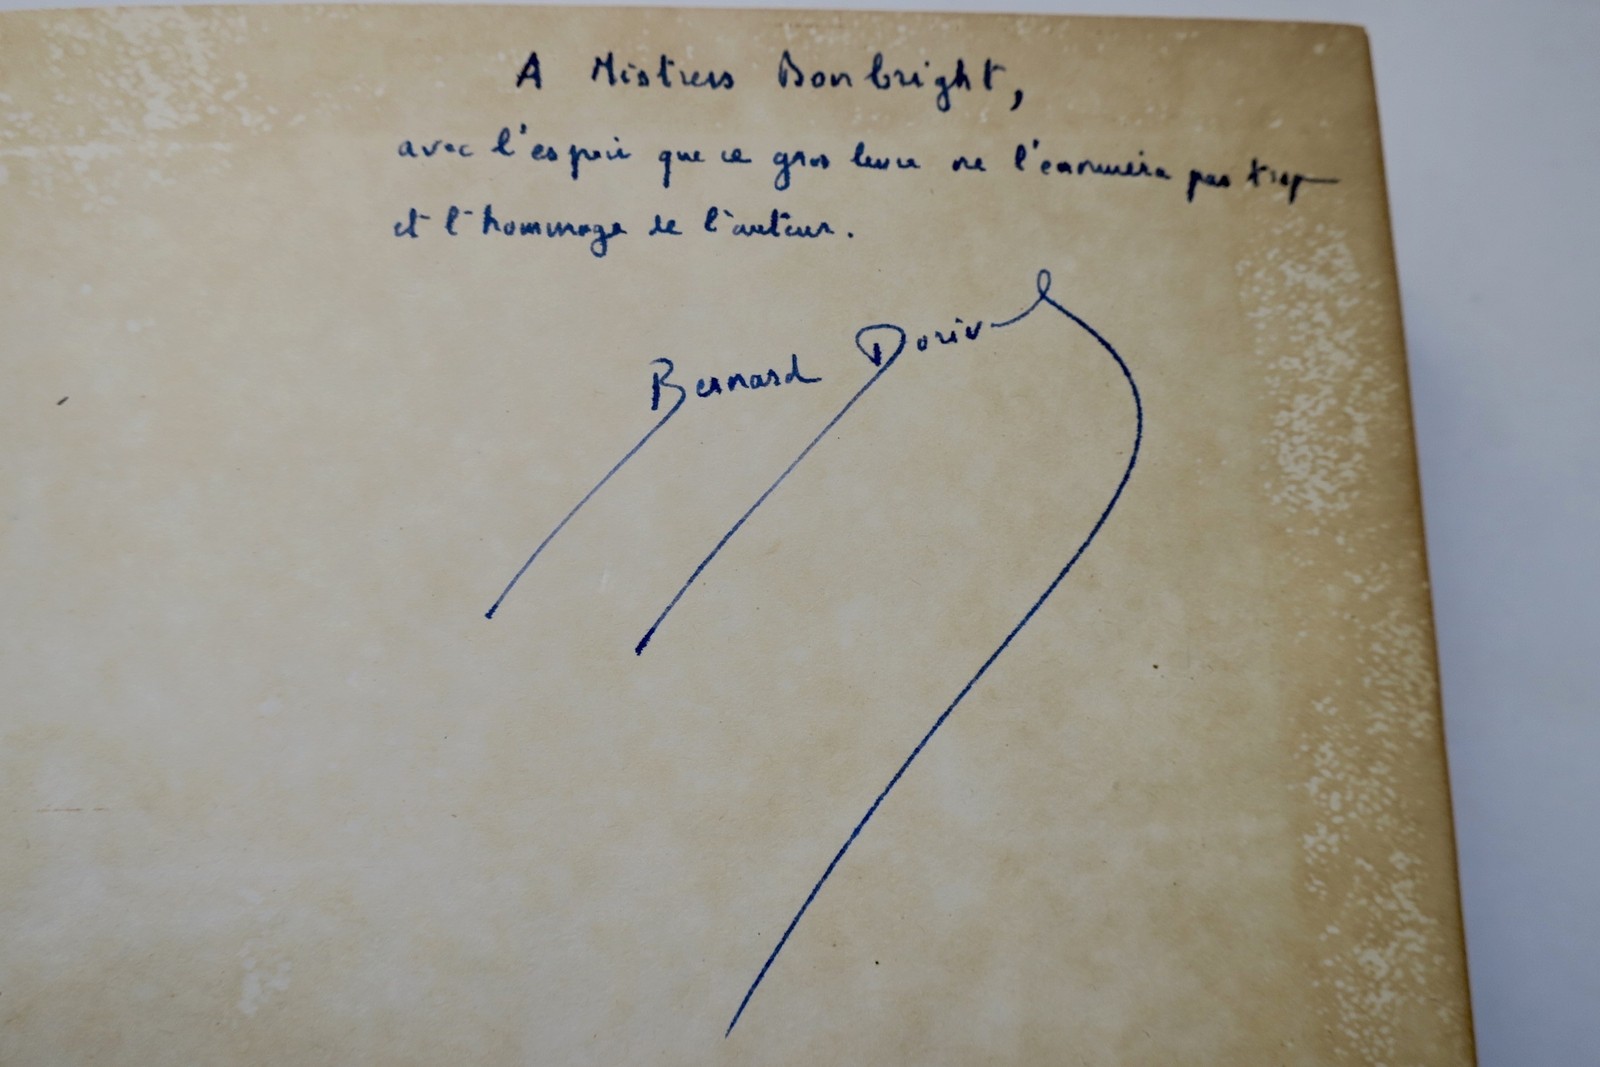 A Mistress Bonbright,
avec l'espoir que ce gros livre ne l'ennuiera pas trop
et l'hommage de l'auteur.
Bernard Dorival